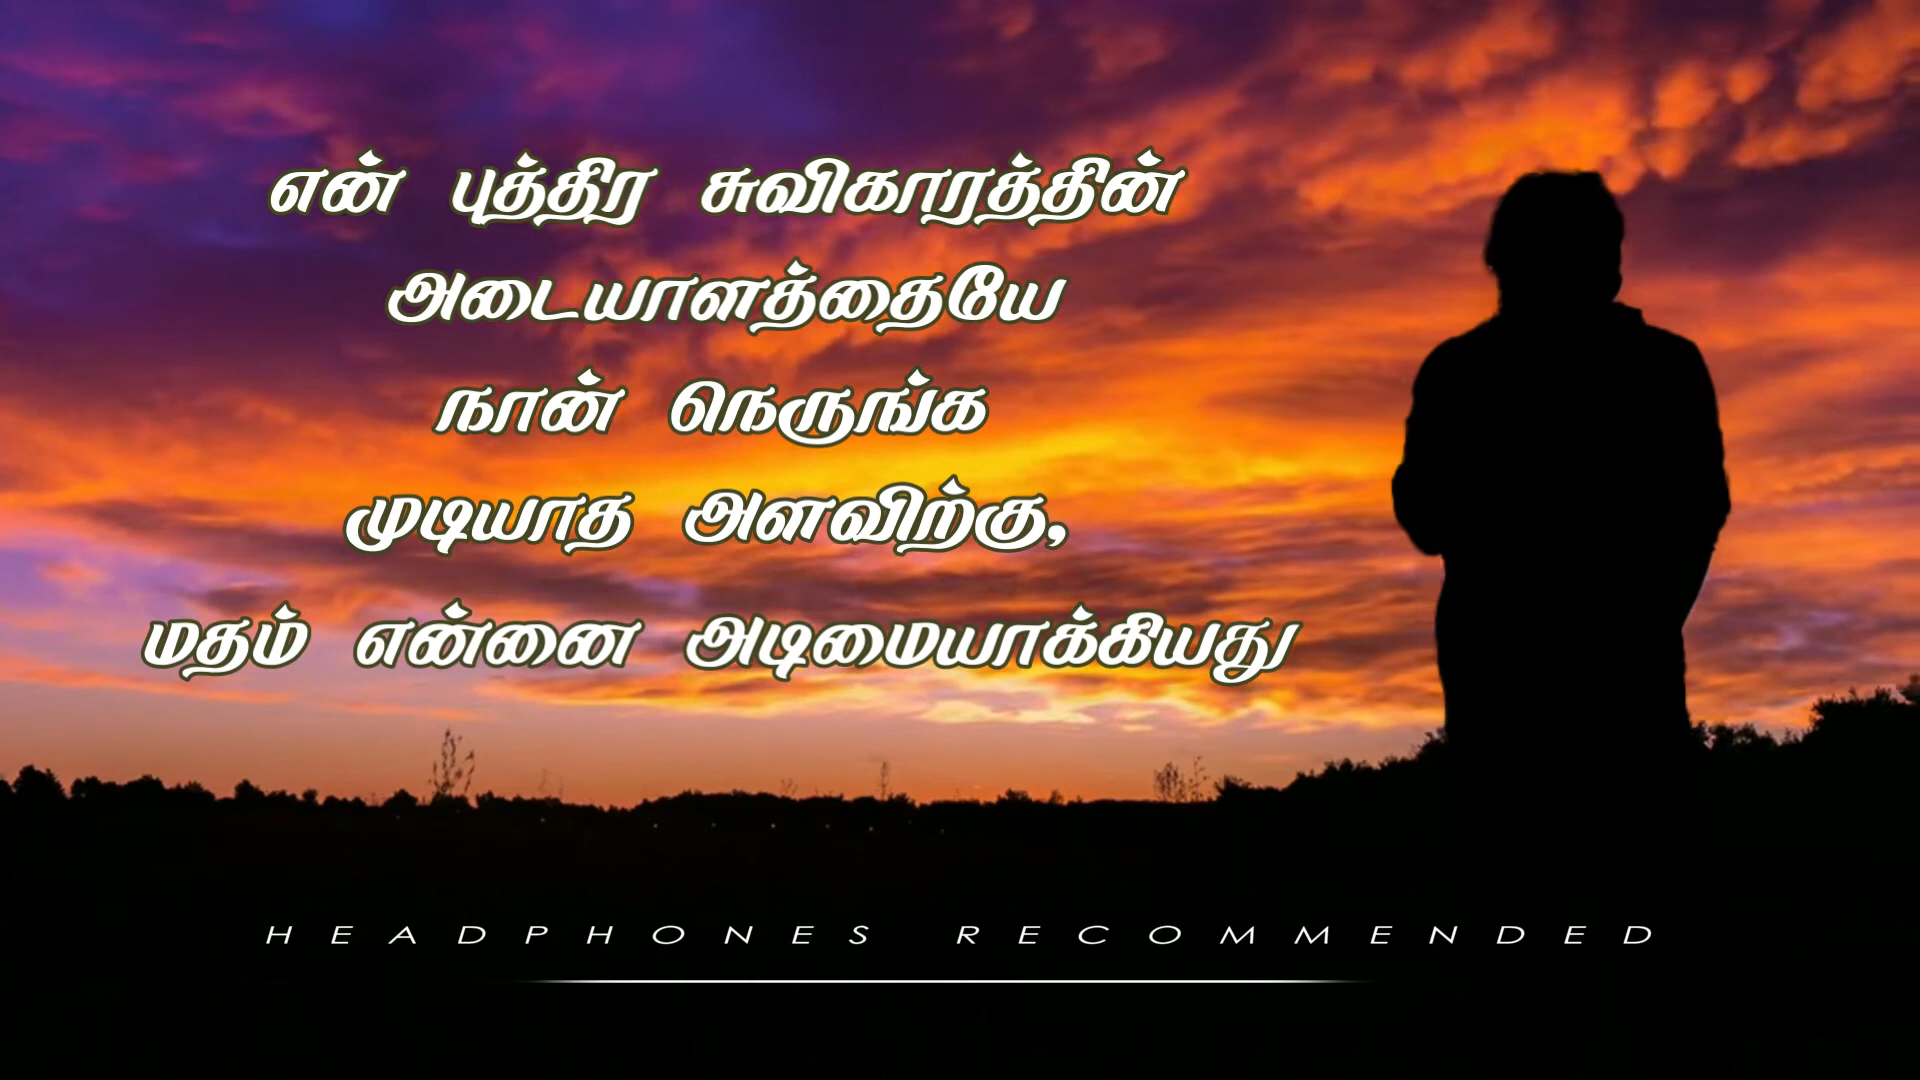 என் புத்திர சுவிகாரத்தின்
அடையாளத்தையே
நான் நெருங்க
முடியாத அளவிற்கு,
மதம் என்னை அடிமையாக்கியது
HEADPHONES RECOMMENDED